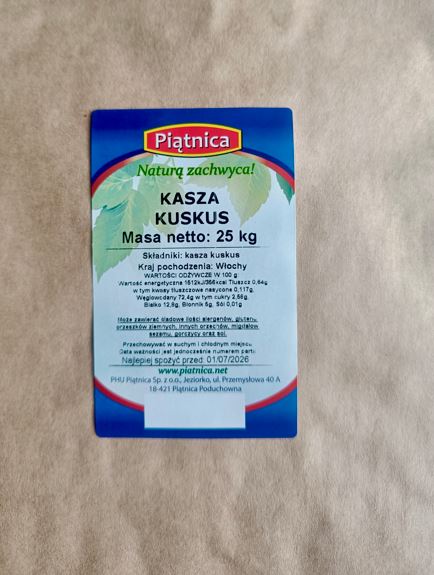 Piątnica
Naturą zachwyca!
KASZA
KUSKUS
Masa netto: 25 kg
Składniki: kasza kuskus
Kraj pochodzenia: Włochy
WARTOŚCI ODŻYWCZE W 100 g
Wartość energetyczna 1512kJ/356kcal Tłuszcz 0,64g
w tym kwasy tłuszczowe nasycone 0,117g,
Węglowodany 72,4g w tym cukry 2,56g,
Białko 12,8g, Błonnik 5g, Sól 0,01g
Może zawierać śladowe ilości alergenów, glutenu,
orzeszków ziemnych, innych orzechów, migdałów
sezamu, gorczycy oraz soi.
Przechowywać w suchym i chłodnym miejscu
Data ważności jest jednocześnie numerem partii
Najlepiej spożyć przed: 01/07/2026
www.piatnica.net
PHU Piątnica Sp. z o.o., Jeziorko, ul. Przemysłowa 40 A
18-421 Piątnica Poduchowna